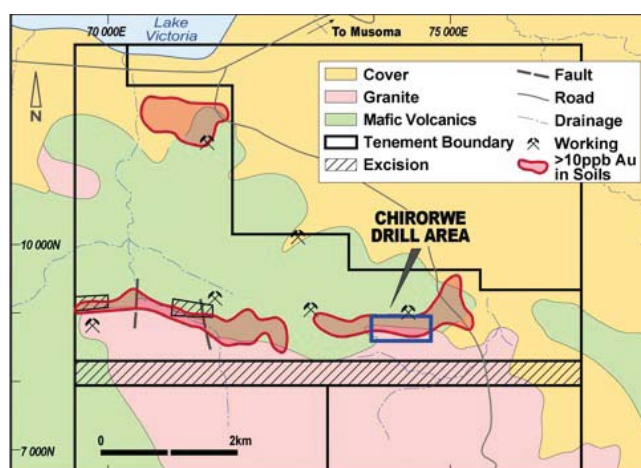 Lake
Victoria
70 000E
To Musoma
75 000E
Cover
Granite
Mafic Volcanics
Tenement Boundary
Excision
Fault
Road
Drainage
Working
>10ppb Au
in Soils
N
CHIRORWE
DRILL AREA
10 000N
7 000N
0
2km